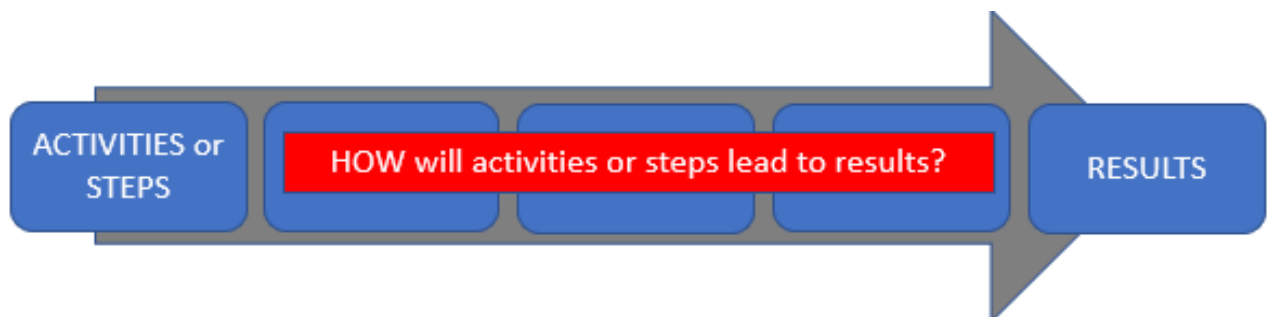 ACTIVITIES or
STEPS
HOW will activities or steps lead to results?
RESULTS